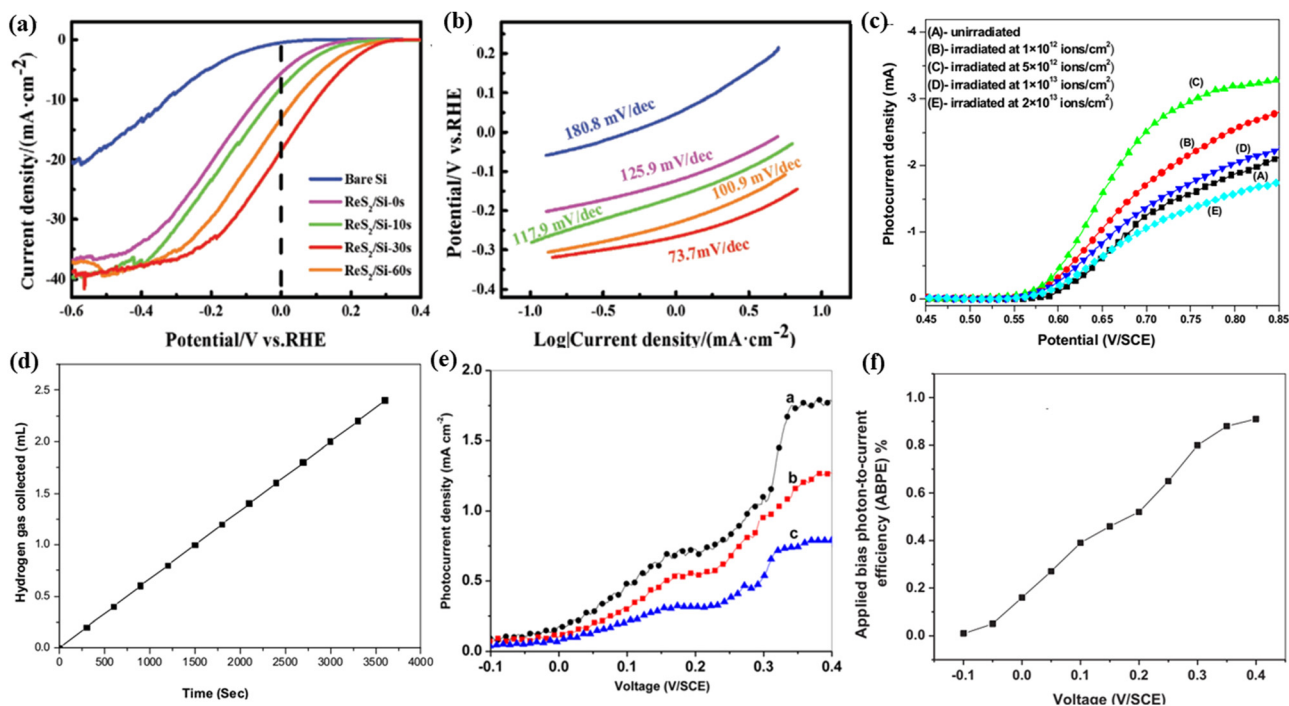 (a)
Current density/(mA·cm⁻²)
0
-10
-20
-30
-40
Bare Si
ReS₂/Si-0s
ReS₂/Si-10s
ReS₂/Si-30s
ReS₂/Si-60s
-0.6 -0.4 -0.2 0.0 0.2 0.4
Potential/V vs.RHE
(b)
Potential/V vs.RHE
0.2
0.1
0.0
-0.1
-0.2
-0.3
-0.4
180.8 mV/dec
125.9 mV/dec
100.9 mV/dec
117.9 mV/dec
73.7mV/dec
-1.0 -0.5 0.0 0.5 1.0
Log|Current density/(mA·cm⁻²)
(c)
Photocurrent density (mA)
-4
-3
-2
-1
0
(A)- unirradiated
(B)- irradiated at 1×10¹² ions/cm²)
(C)- irradiated at 5×10¹² ions/cm²)
(D)- irradiated at 1×10¹³ ions/cm²)
(E)- irradiated at 2×10¹³ ions/cm²)
(C)
(B)
(D)
(A)
(E)
0.45 0.50 0.55 0.60 0.65 0.70 0.75 0.80 0.85
Potential (V/SCE)
(d)
Hydrogen gas collected (mL)
2.5
2.0
1.5
1.0
0.5
0.0
0 500 1000 1500 2000 2500 3000 3500 4000
Time (Sec)
(e)
Photocurrent density (mA cm⁻²)
2.0
1.5
1.0
0.5
0.0
a
b
c
-0.1 0.0 0.1 0.2 0.3 0.4
Voltage (V/SCE)
(f)
Applied bias photon-to-current
efficiency (ABPE) %
1.0
0.8
0.6
0.4
0.2
0.0
-0.1 0.0 0.1 0.2 0.3 0.4
Voltage (V/SCE)